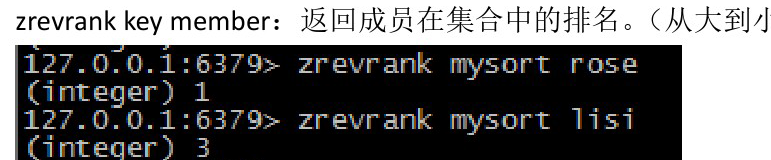 zrevrank key member：返回成员在集合中的排名。（从大到小
127.0.0.1:6379> zrevrank mysort rose
(integer) 1
127.0.0.1:6379> zrevrank mysort lisi
(integer) 3